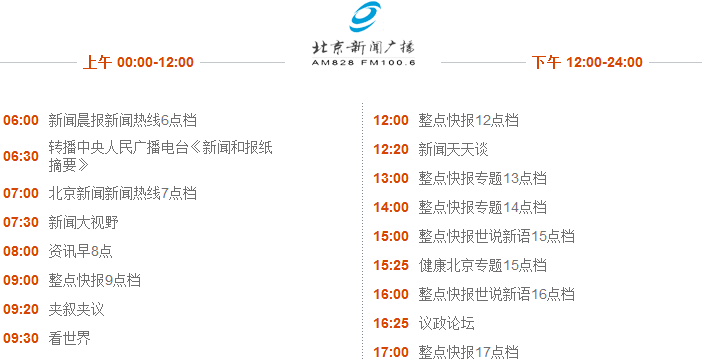 北京新闻广播
AM828 FM100.6
上午 00:00-12:00
下午 12:00-24:00
06:00 新闻晨报新闻热线6点档
06:30 转播中央人民广播电台《新闻和报纸
摘要》
07:00 北京新闻新闻热线7点档
07:30 新闻大视野
08:00 资讯早8点
09:00 整点快报9点档
09:20 夹叙夹议
09:30 看世界
12:00 整点快报12点档
12:20 新闻天天谈
13:00 整点快报专题13点档
14:00 整点快报专题14点档
15:00 整点快报世说新语15点档
15:25 健康北京专题15点档
16:00 整点快报世说新语16点档
16:25 议政论坛
17:00 整点快报17点档